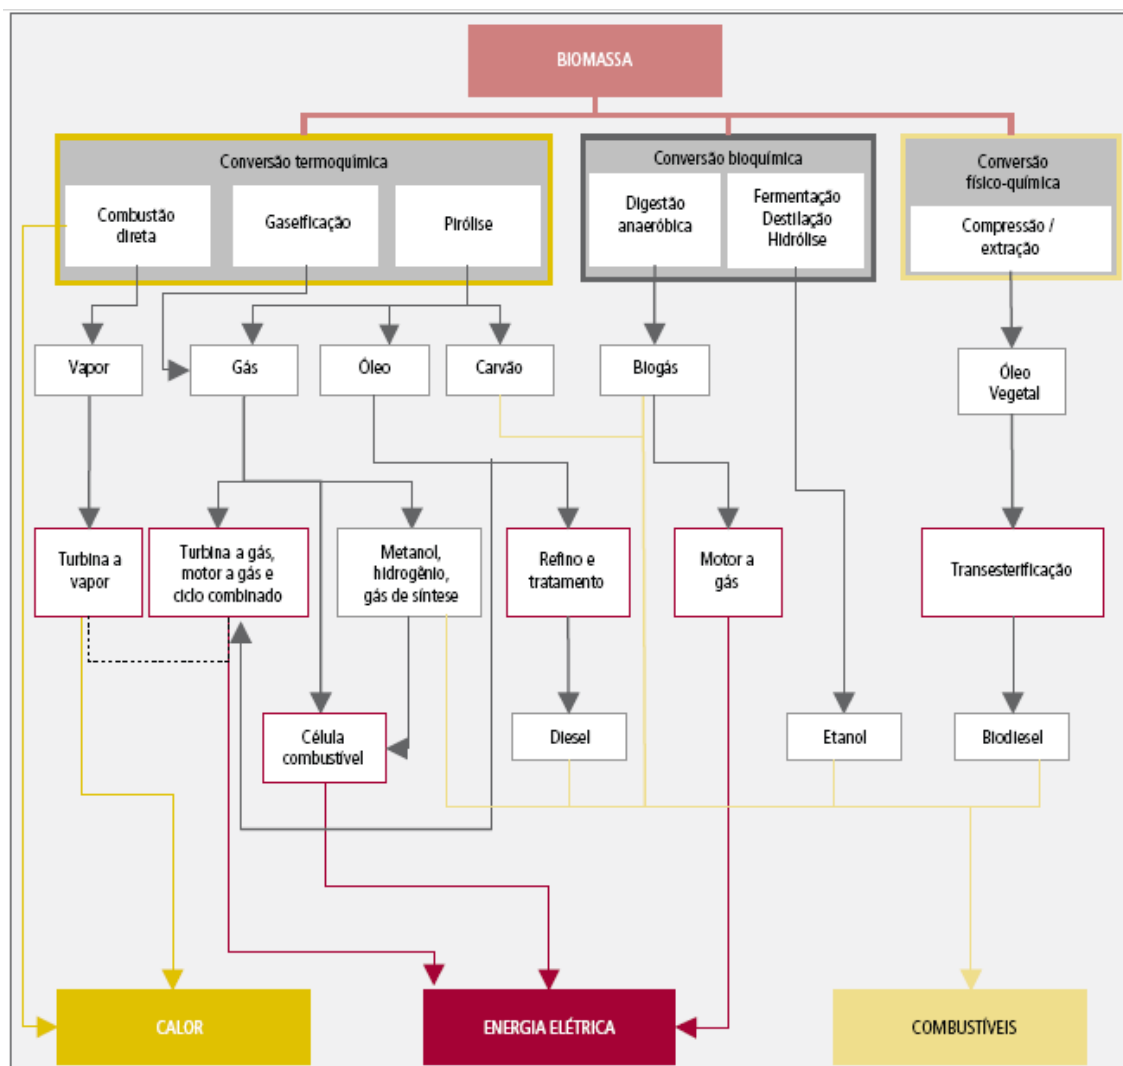 BIOMASSA
Conversão termoquímica
Combustão
direta
Gaseificação
Pirólise
Conversão bioquímica
Digestão
anaeróbica
Fermentação
Destilação
Hidrólise
Conversão
físico-química
Compressão /
extração
Vapor
Gás
Óleo
Carvão
Biogás
Óleo
Vegetal
Turbina a
vapor
Turbina a gás,
motor a gás e
ciclo combinado
Metanol,
hidrogênio,
gás de síntese
Refino e
tratamento
Motor a
gás
Transesterificação
Célula
combustível
Diesel
Etanol
Biodiesel
CALOR
ENERGIA ELÉTRICA
COMBUSTÍVEIS